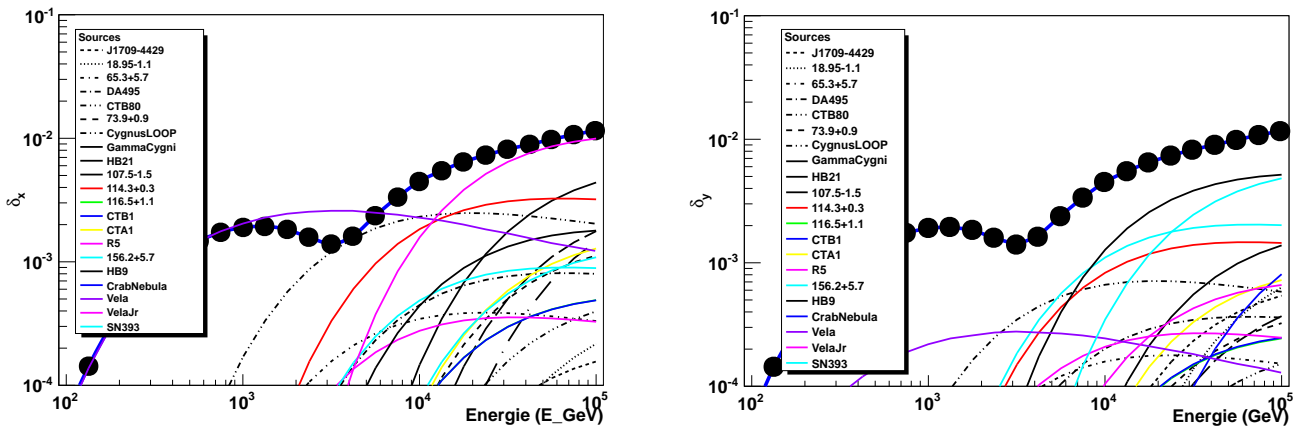 10⁻¹
10⁻²
10⁻³
10⁻⁴
δx
Sources
J1709-4429
18.95-1.1
65.3+5.7
DA495
CTB80
73.9+0.9
CygnusLOOP
GammaCygni
HB21
107.5-1.5
114.3+0.3
116.5+1.1
CTB1
CTA1
R5
156.2+5.7
HB9
CrabNebula
Vela
VelaJr
SN393
10²
10³
10⁴
10⁵
Energie (E_GeV)
10⁻¹
10⁻²
10⁻³
10⁻⁴
δy
Sources
J1709-4429
18.95-1.1
65.3+5.7
DA495
CTB80
73.9+0.9
CygnusLOOP
GammaCygni
HB21
107.5-1.5
114.3+0.3
116.5+1.1
CTB1
CTA1
R5
156.2+5.7
HB9
CrabNebula
Vela
VelaJr
SN393
10²
10³
10⁴
10⁵
Energie (GeV)